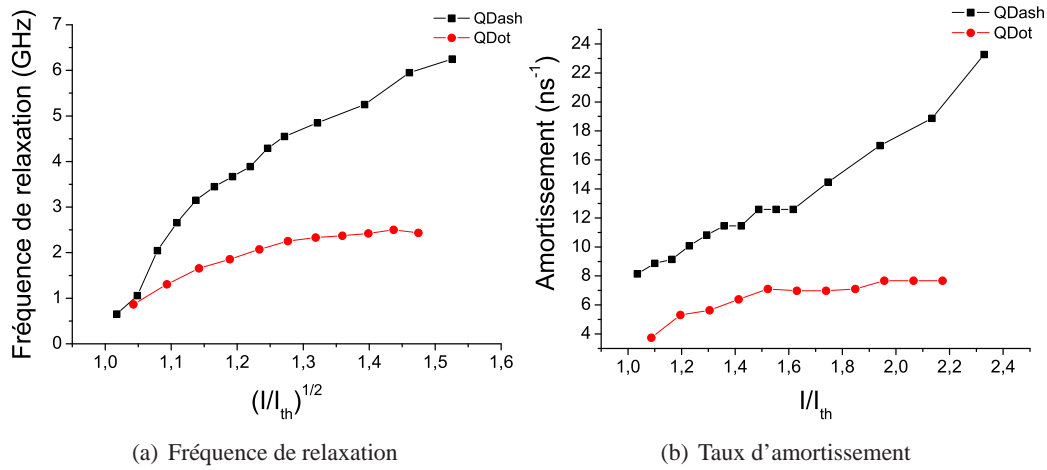 QDash
QDot
Fréquence de relaxation (GHz)
7
6
5
4
3
2
1
0
1,0 1,1 1,2 1,3 1,4 1,5 1,6
(I/I_th)^1/2
(a) Fréquence de relaxation
QDash
QDot
Amortissement (ns⁻¹)
24
22
20
18
16
14
12
10
8
6
4
1,0 1,2 1,4 1,6 1,8 2,0 2,2 2,4
I/I_th
(b) Taux d'amortissement